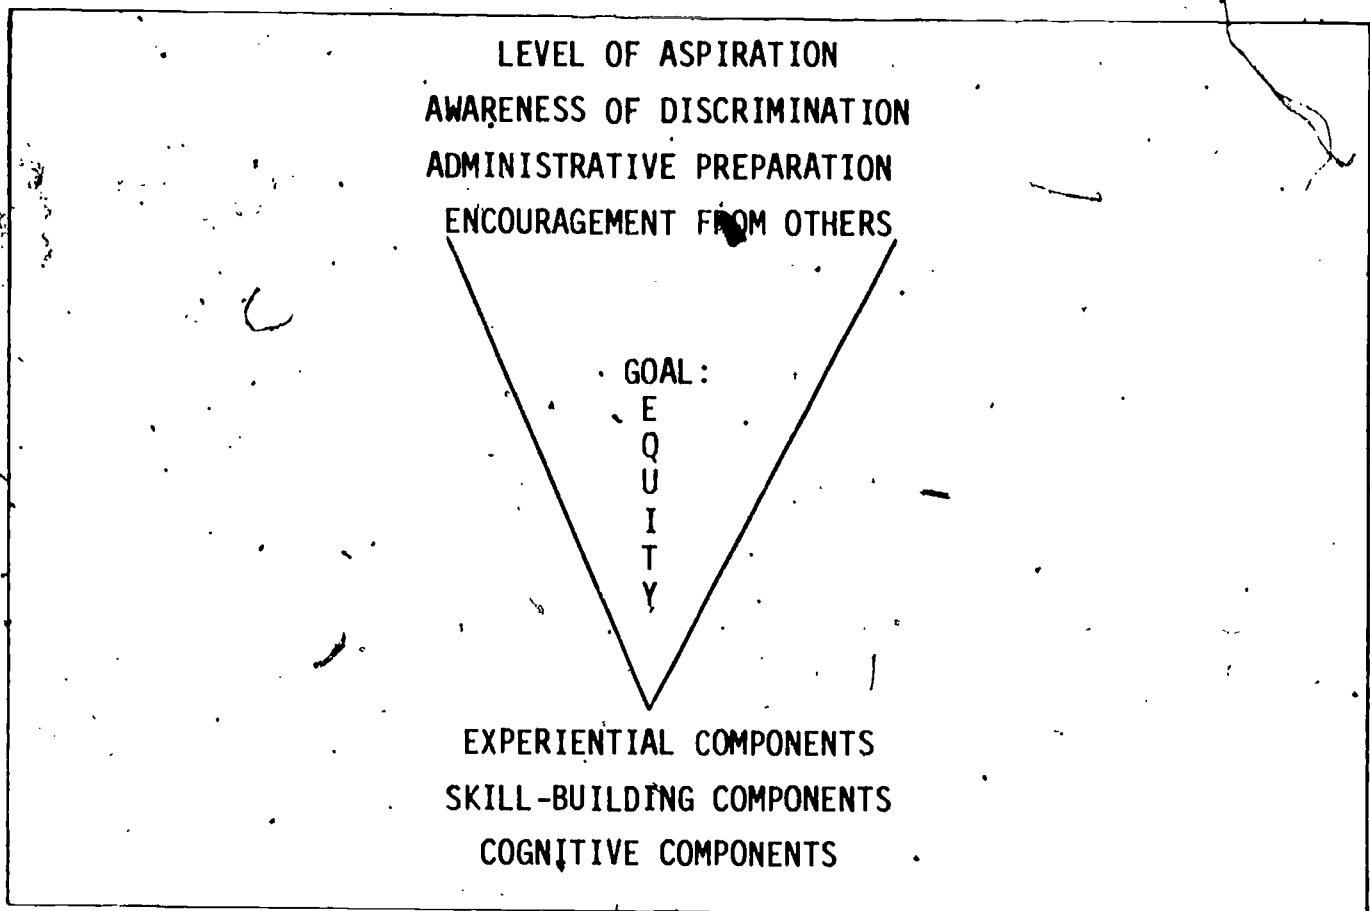 LEVEL OF ASPIRATION
AWARENESS OF DISCRIMINATION
ADMINISTRATIVE PREPARATION
ENCOURAGEMENT FROM OTHERS
GOAL:
E
Q
U
I
T
Y
EXPERIENTIAL COMPONENTS
SKILL-BUILDING COMPONENTS
COGNITIVE COMPONENTS